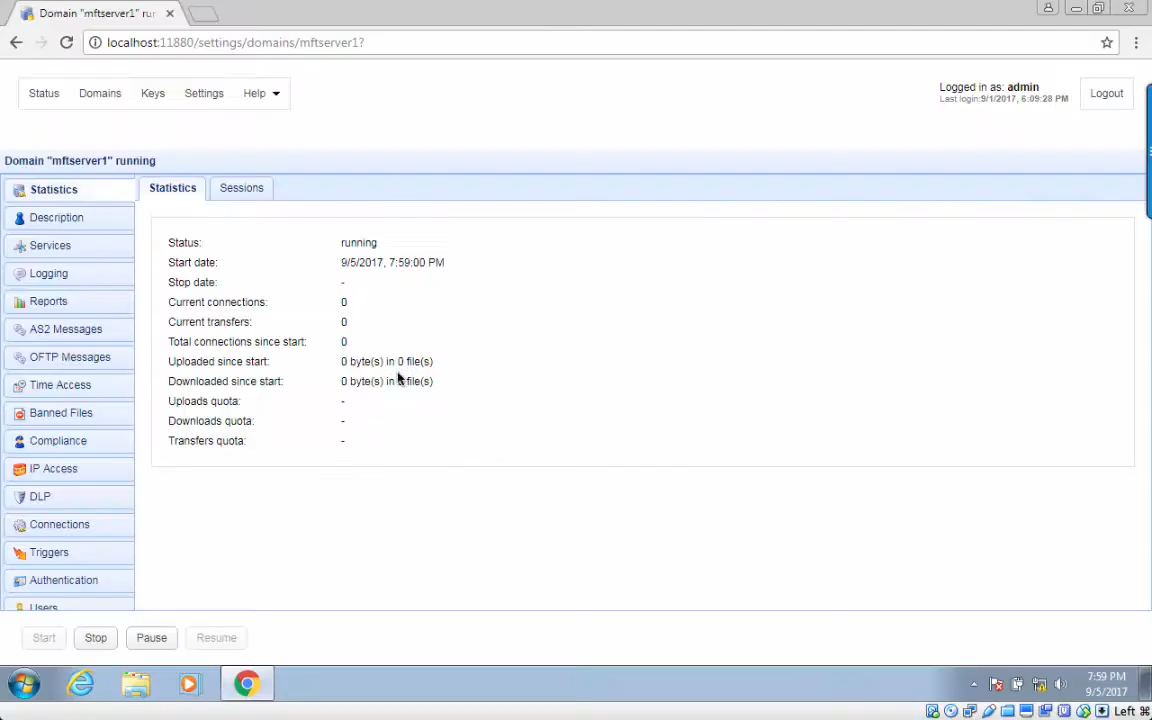 Domain "mftserver1" rur
localhost:11880/settings/domains/mftserver1?
Status Domains Keys Settings Help
Logged in as: admin
Last login:9/1/2017, 6:09:28 PM
Logout
Domain "mftserver1" running
Statistics
Description
Services
Logging
Reports
AS2 Messages
OFTP Messages
Time Access
Banned Files
Compliance
IP Access
DLP
Connections
Triggers
Authentication
Users
Statistics Sessions
Status: running
Start date: 9/5/2017, 7:59:00 PM
Stop date: -
Current connections: 0
Current transfers: 0
Total connections since start: 0
Uploaded since start: 0 byte(s) in 0 file(s)
Downloaded since start: 0 byte(s) in file(s)
Uploads quota: -
Downloads quota: -
Transfers quota: -
Start Stop Pause Resume
7:59 PM
9/5/2017
Left ⌘